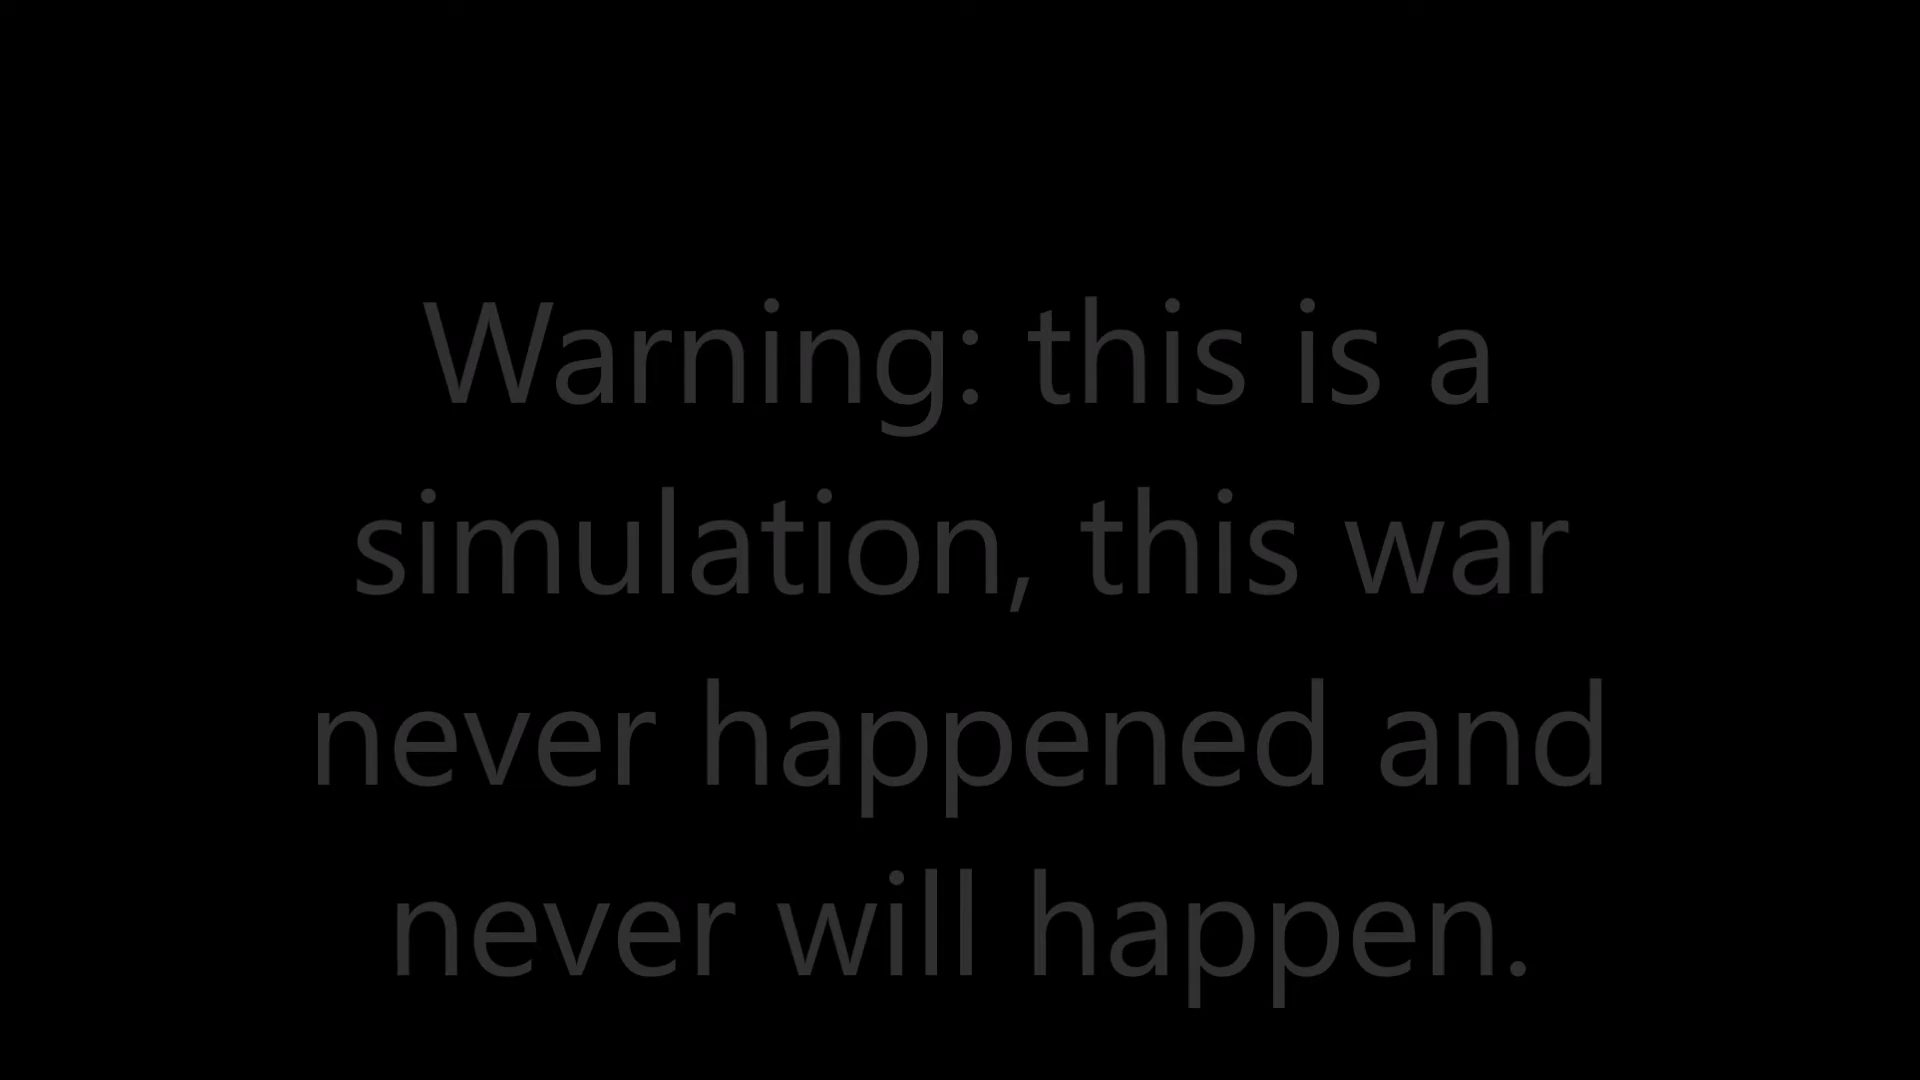 Warning: this is a
simulation, this war
never happened and
never will happen.